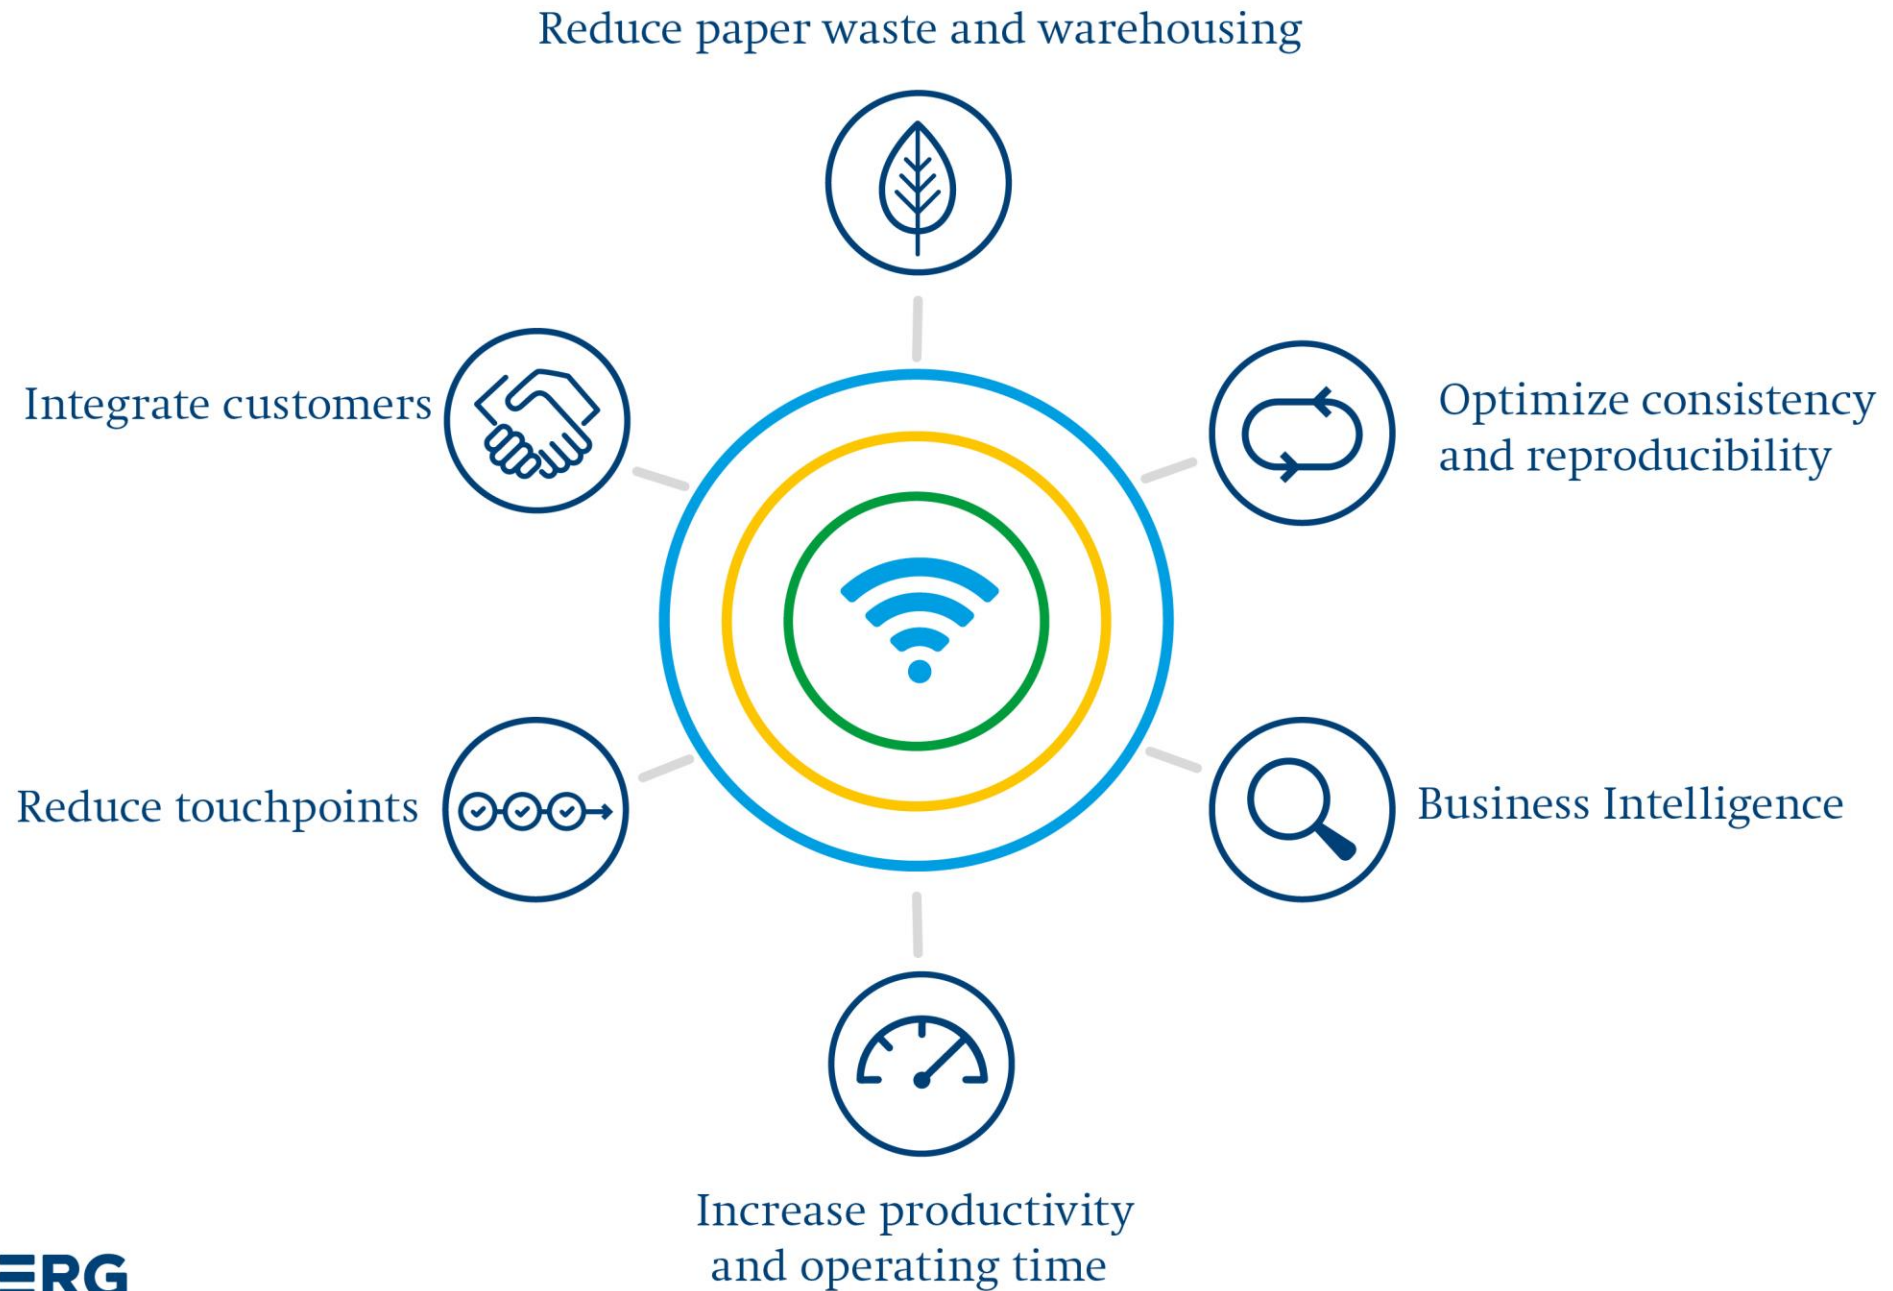 Reduce paper waste and warehousing
Integrate customers
Optimize consistency
and reproducibility
Reduce touchpoints
Business Intelligence
Increase productivity
and operating time
ERG